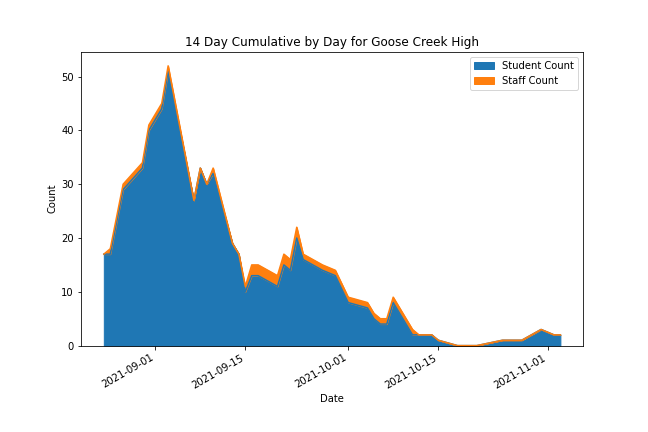 14 Day Cumulative by Day for Goose Creek High
Student Count
Staff Count
50
40
30
20
10
0
Count
2021-09-01
2021-09-15
2021-10-01
2021-10-15
2021-11-01
Date